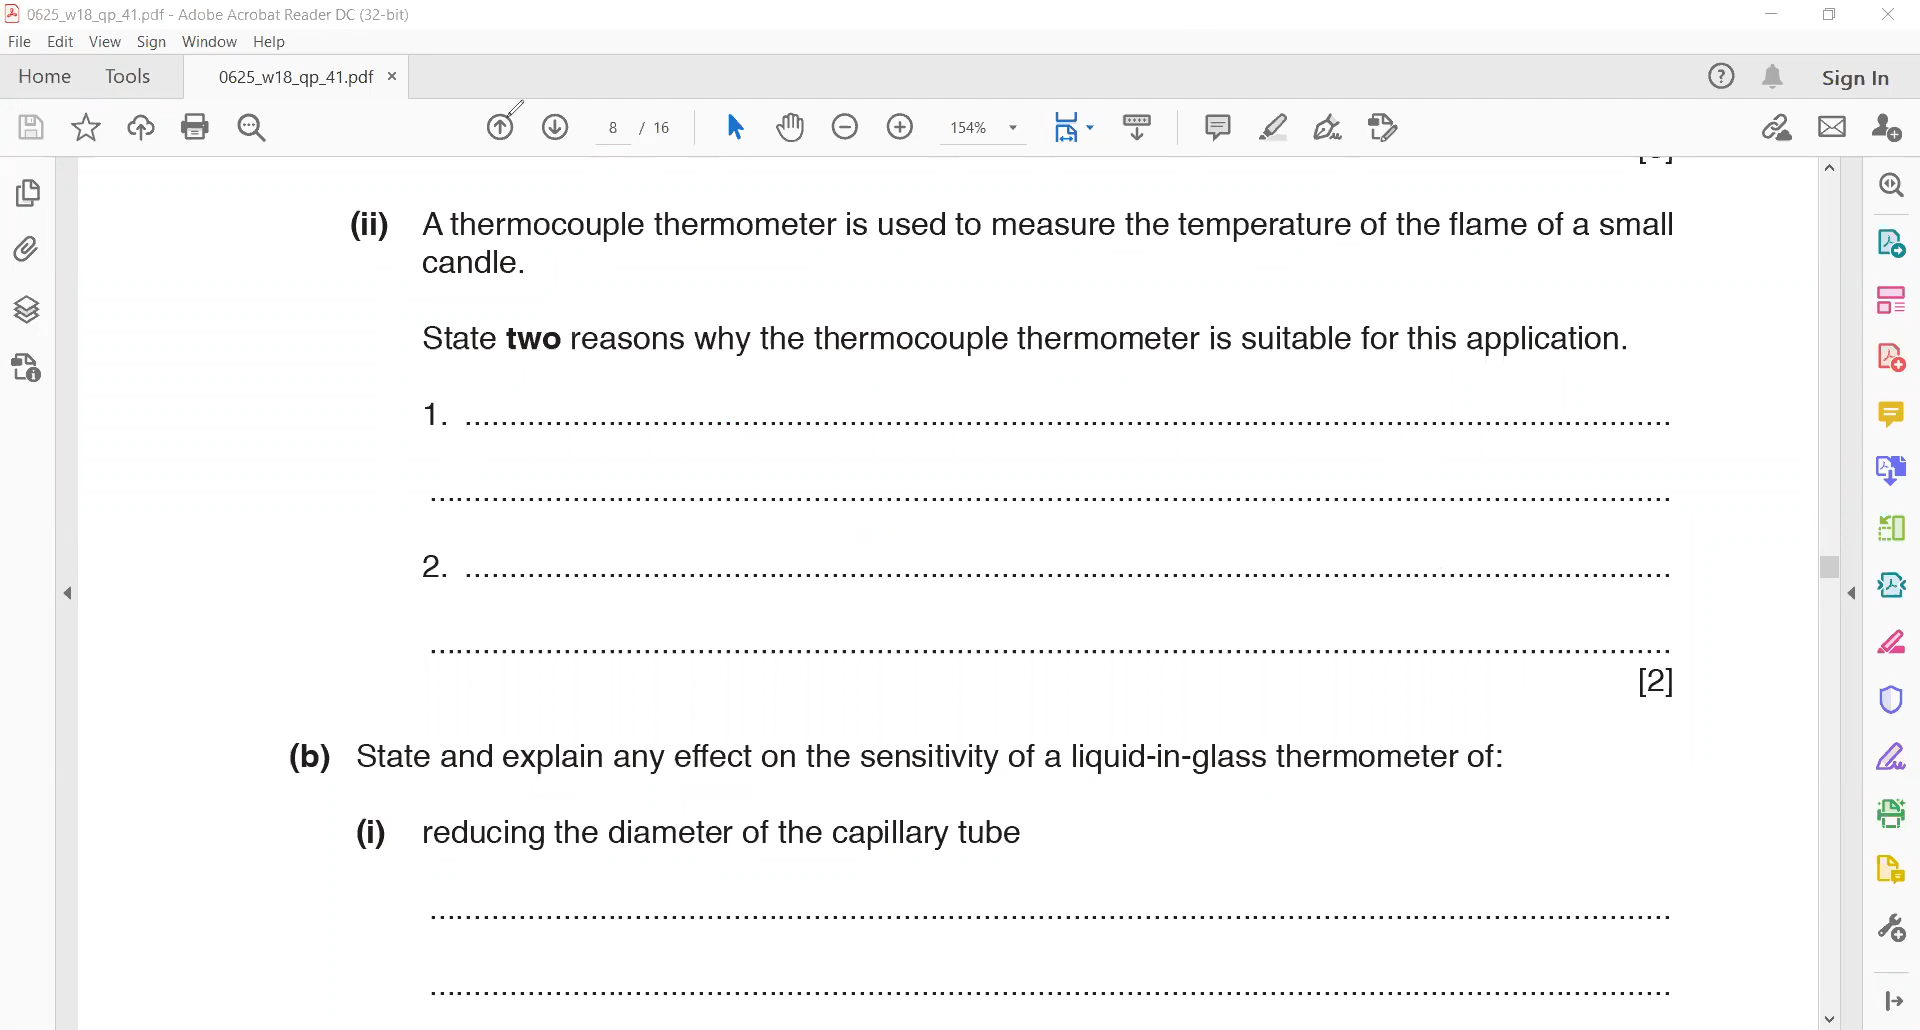 0625_w18_qp_41.pdf - Adobe Acrobat Reader DC (32-bit)
File Edit View Sign Window Help
Home Tools 0625_w18_qp_41.pdf × Sign In
8 / 16 154%
(ii) A thermocouple thermometer is used to measure the temperature of the flame of a small
candle.
State two reasons why the thermocouple thermometer is suitable for this application.
1. ....................................................................................................
....................................................................................................
2. ....................................................................................................
....................................................................................................
[2]
(b) State and explain any effect on the sensitivity of a liquid-in-glass thermometer of:
(i) reducing the diameter of the capillary tube
....................................................................................................
....................................................................................................